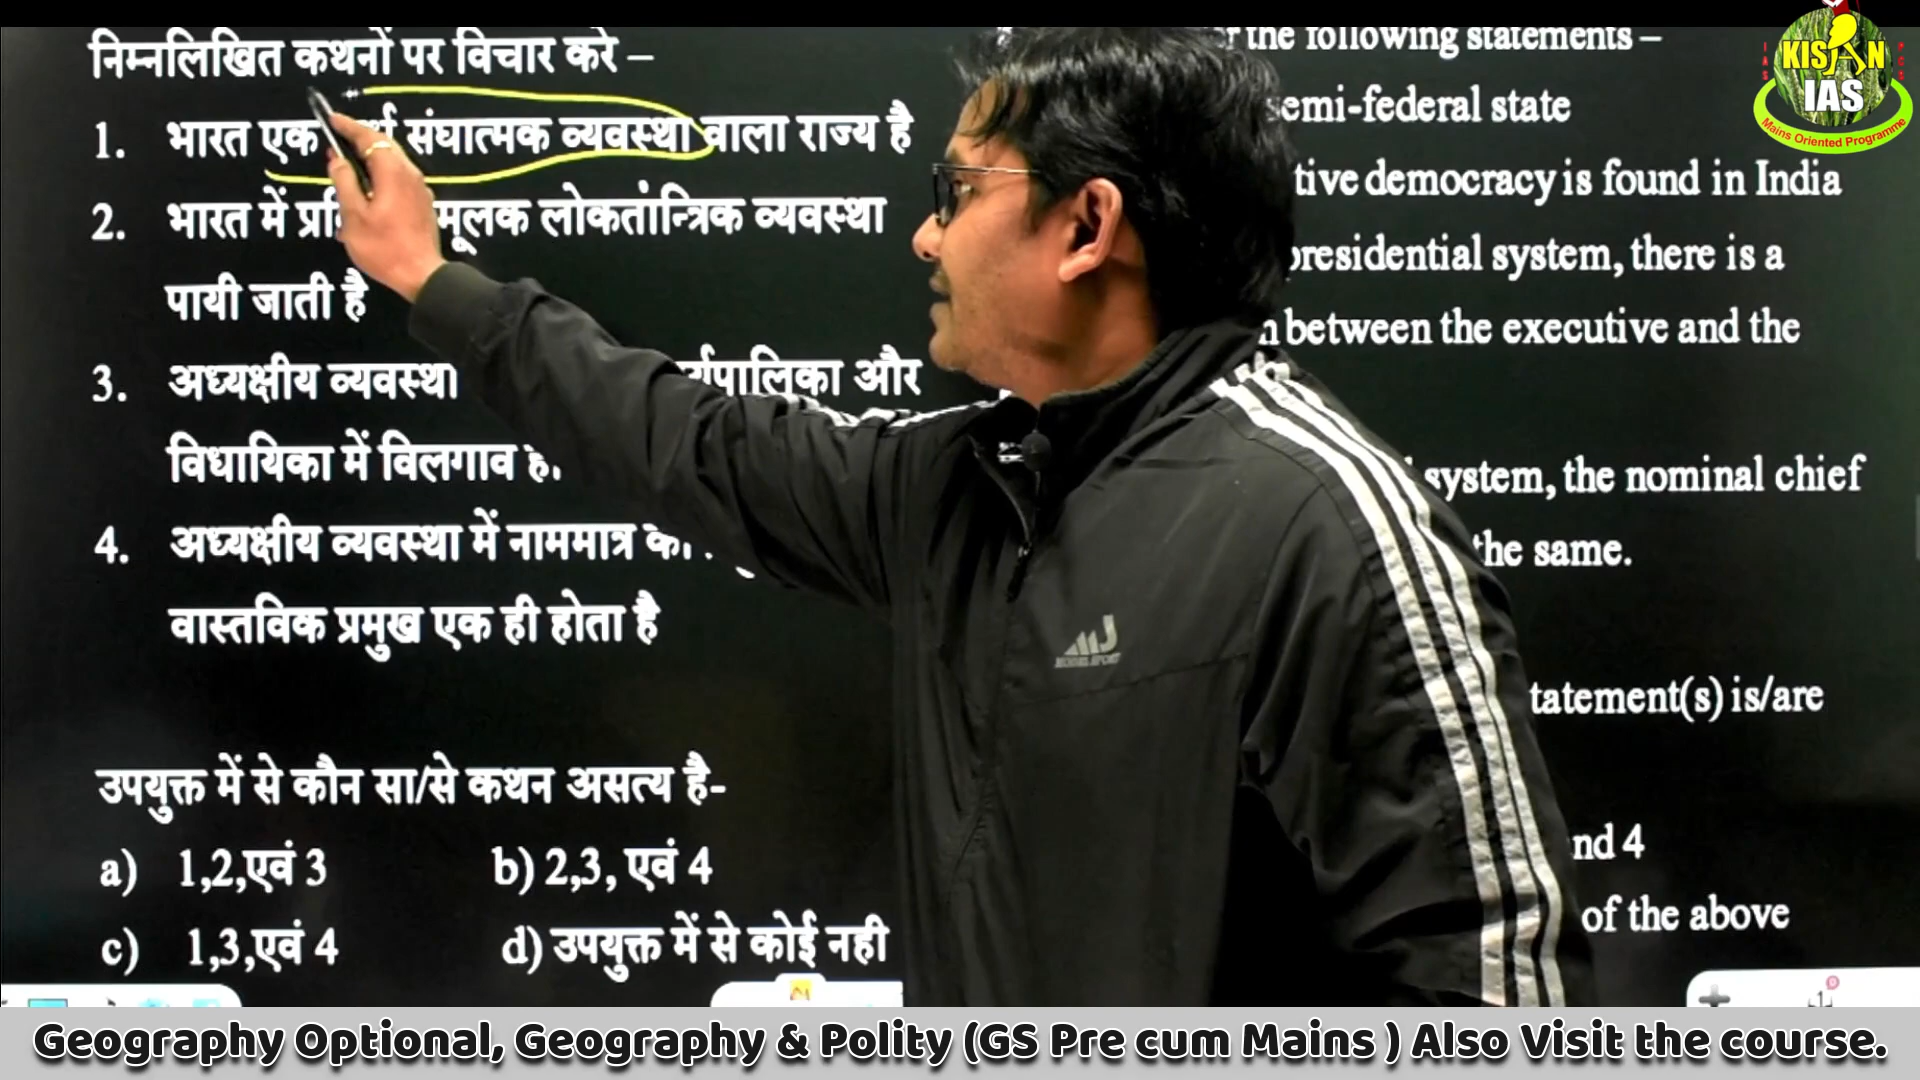 निम्नलिखित कथनों पर विचार करे –
1. भारत एक संघात्मक व्यवस्था वाला राज्य है
2. भारत में लोकतांन्त्रिक व्यवस्था
पायी जाती है
3. अध्यक्षीय व्यवस्था और
विधायिका में विलगाव
4. अध्यक्षीय व्यवस्था में नाममात्र
वास्तविक प्रमुख एक ही होता है
उपयुक्त में से कौन सा/से कथन असत्य है-
a) 1,2,एवं 3 b) 2,3, एवं 4
c) 1,3,एवं 4 d) उपयुक्त में से कोई नही
the following statements –
semi-federal state
democracy is found in India
presidential system, there is a
between the executive and the
system, the nominal chief
the same.
is/are
4
of the above
KISAN
IAS
Mains Oriented Programme
Geography Optional, Geography & Polity (GS Pre cum Mains ) Also Visit the course.